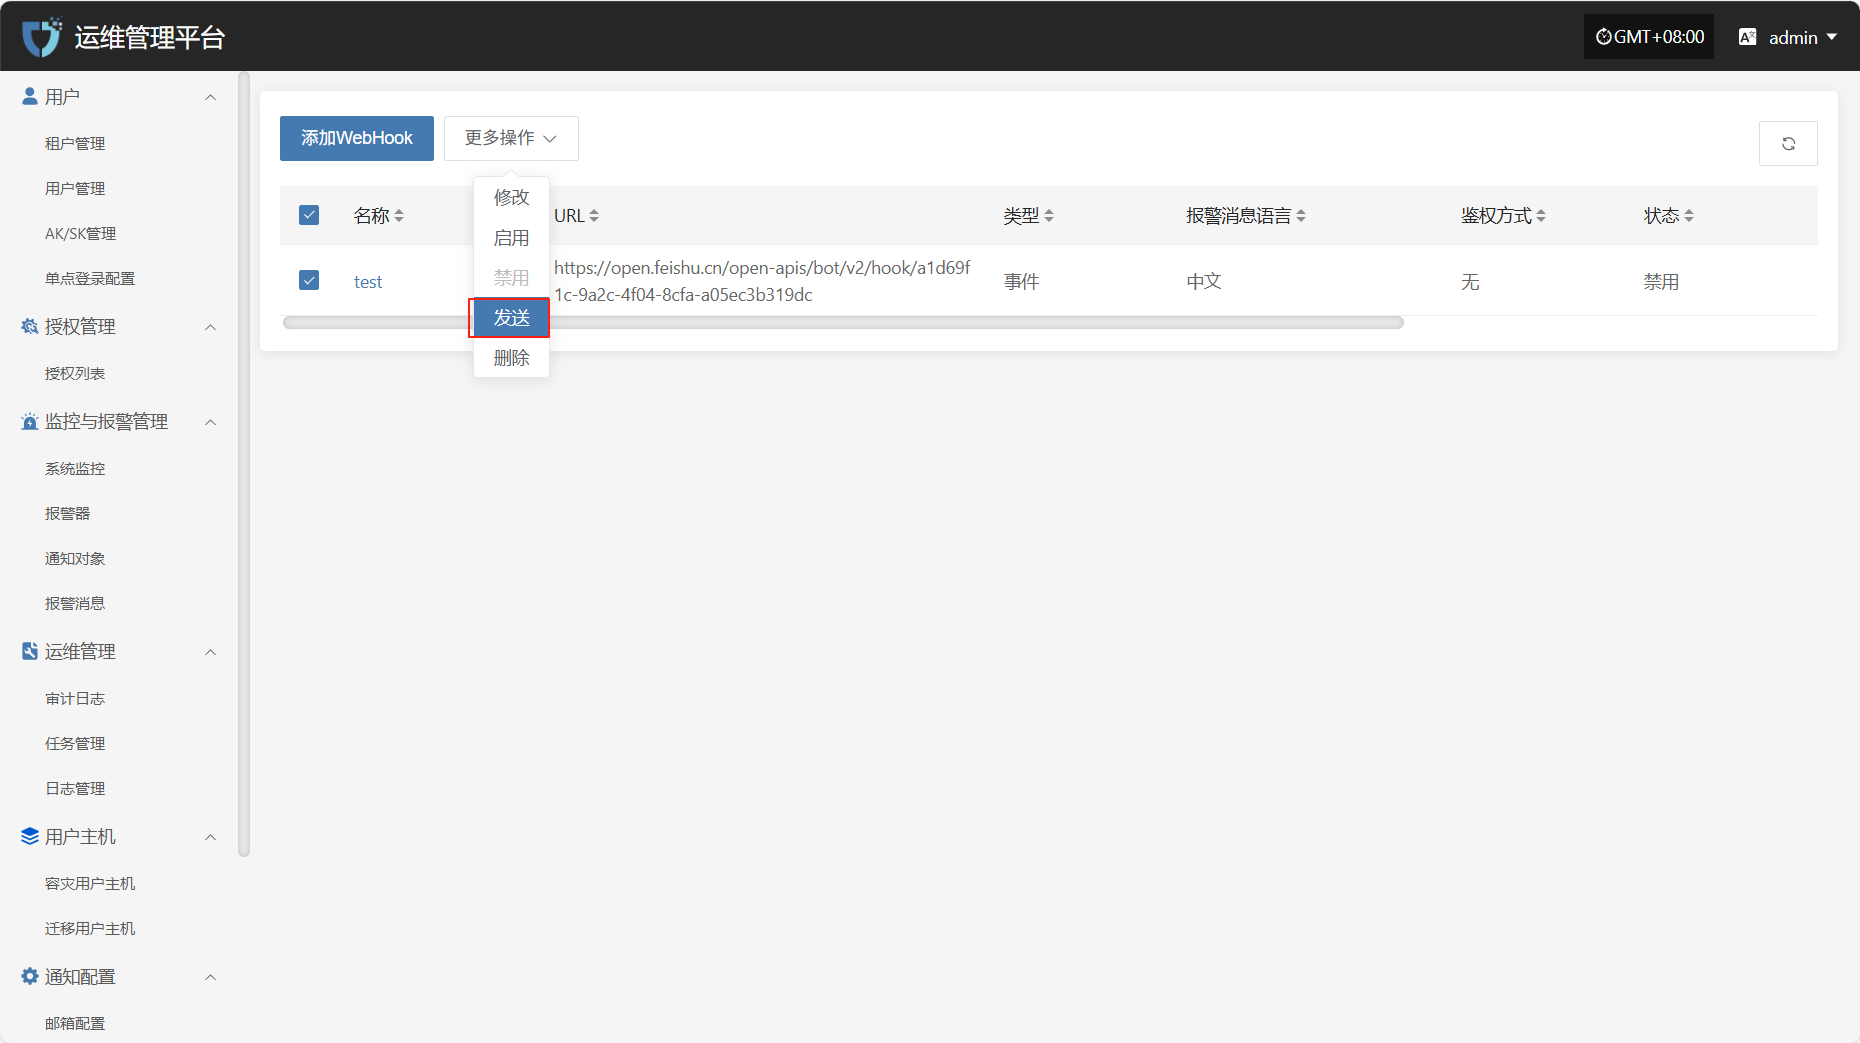 运维管理平台
GMT+08:00
admin
用户
租户管理
用户管理
AK/SK管理
单点登录配置
授权管理
授权列表
监控与报警管理
系统监控
报警器
通知对象
报警消息
运维管理
审计日志
任务管理
日志管理
用户主机
容灾用户主机
迁移用户主机
通知配置
邮箱配置
添加WebHook
更多操作
修改
启用
禁用
发送
删除
名称
URL
类型
报警消息语言
鉴权方式
状态
test
https://open.feishu.cn/open-apis/bot/v2/hook/a1d69f
1c-9a2c-4f04-8cfa-a05ec3b319dc
事件
中文
无
禁用